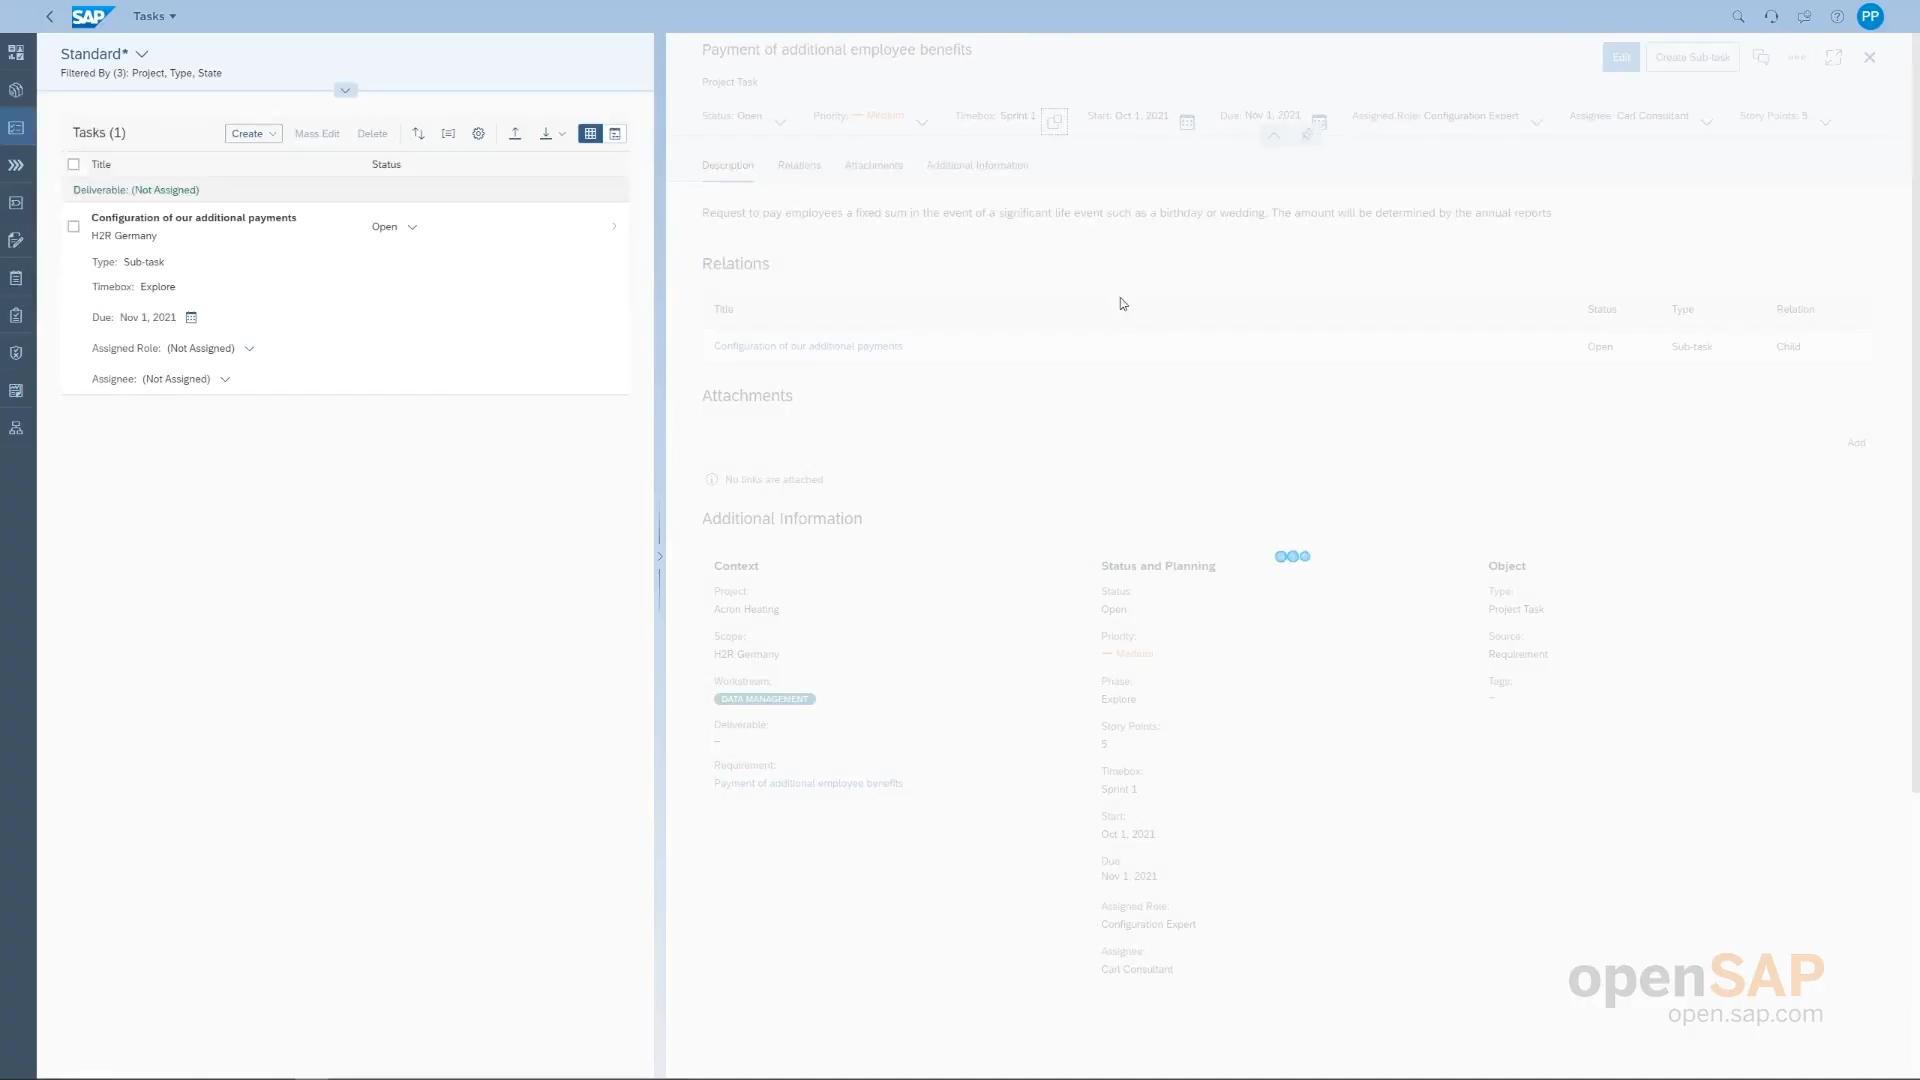 SAP Tasks
PP
Standard*
Filtered By (3): Project, Type, State
Tasks (1) Create Mass Edit Delete
Title Status
Deliverable: (Not Assigned)
Configuration of our additional payments
H2R Germany
Open
Type: Sub-task
Timebox: Explore
Due: Nov 1, 2021
Assigned Role: (Not Assigned)
Assignee: (Not Assigned)
Payment of additional employee benefits
Edit Create Sub-task
Project Task
Status: Open Priority: Medium Timebox: Sprint 1 Start: Oct 1, 2021 Due: Nov 1, 2021 Assigned Role: Configuration Expert Assignee: Carl Consultant Story Points: 5
Description Relations Attachments Additional Information
Request to pay employees a fixed sum in the event of a significant life event such as a birthday or wedding. The amount will be determined by the annual reports
Relations
Title Status Type Relation
Configuration of our additional payments Open Sub-task Child
Attachments
Add
No links are attached
Additional Information
Context
Project:
Acron Heating
Scope:
H2R Germany
Workstream:
DATA MANAGEMENT
Deliverable:
–
Requirement:
Payment of additional employee benefits
Status and Planning
Status:
Open
Priority:
Medium
Phase:
Explore
Story Points:
5
Timebox:
Sprint 1
Start:
Oct 1, 2021
Due:
Nov 1, 2021
Assigned Role:
Configuration Expert
Assignee:
Carl Consultant
Object
Type:
Project Task
Source:
Requirement
Tags:
–
openSAP
open.sap.com